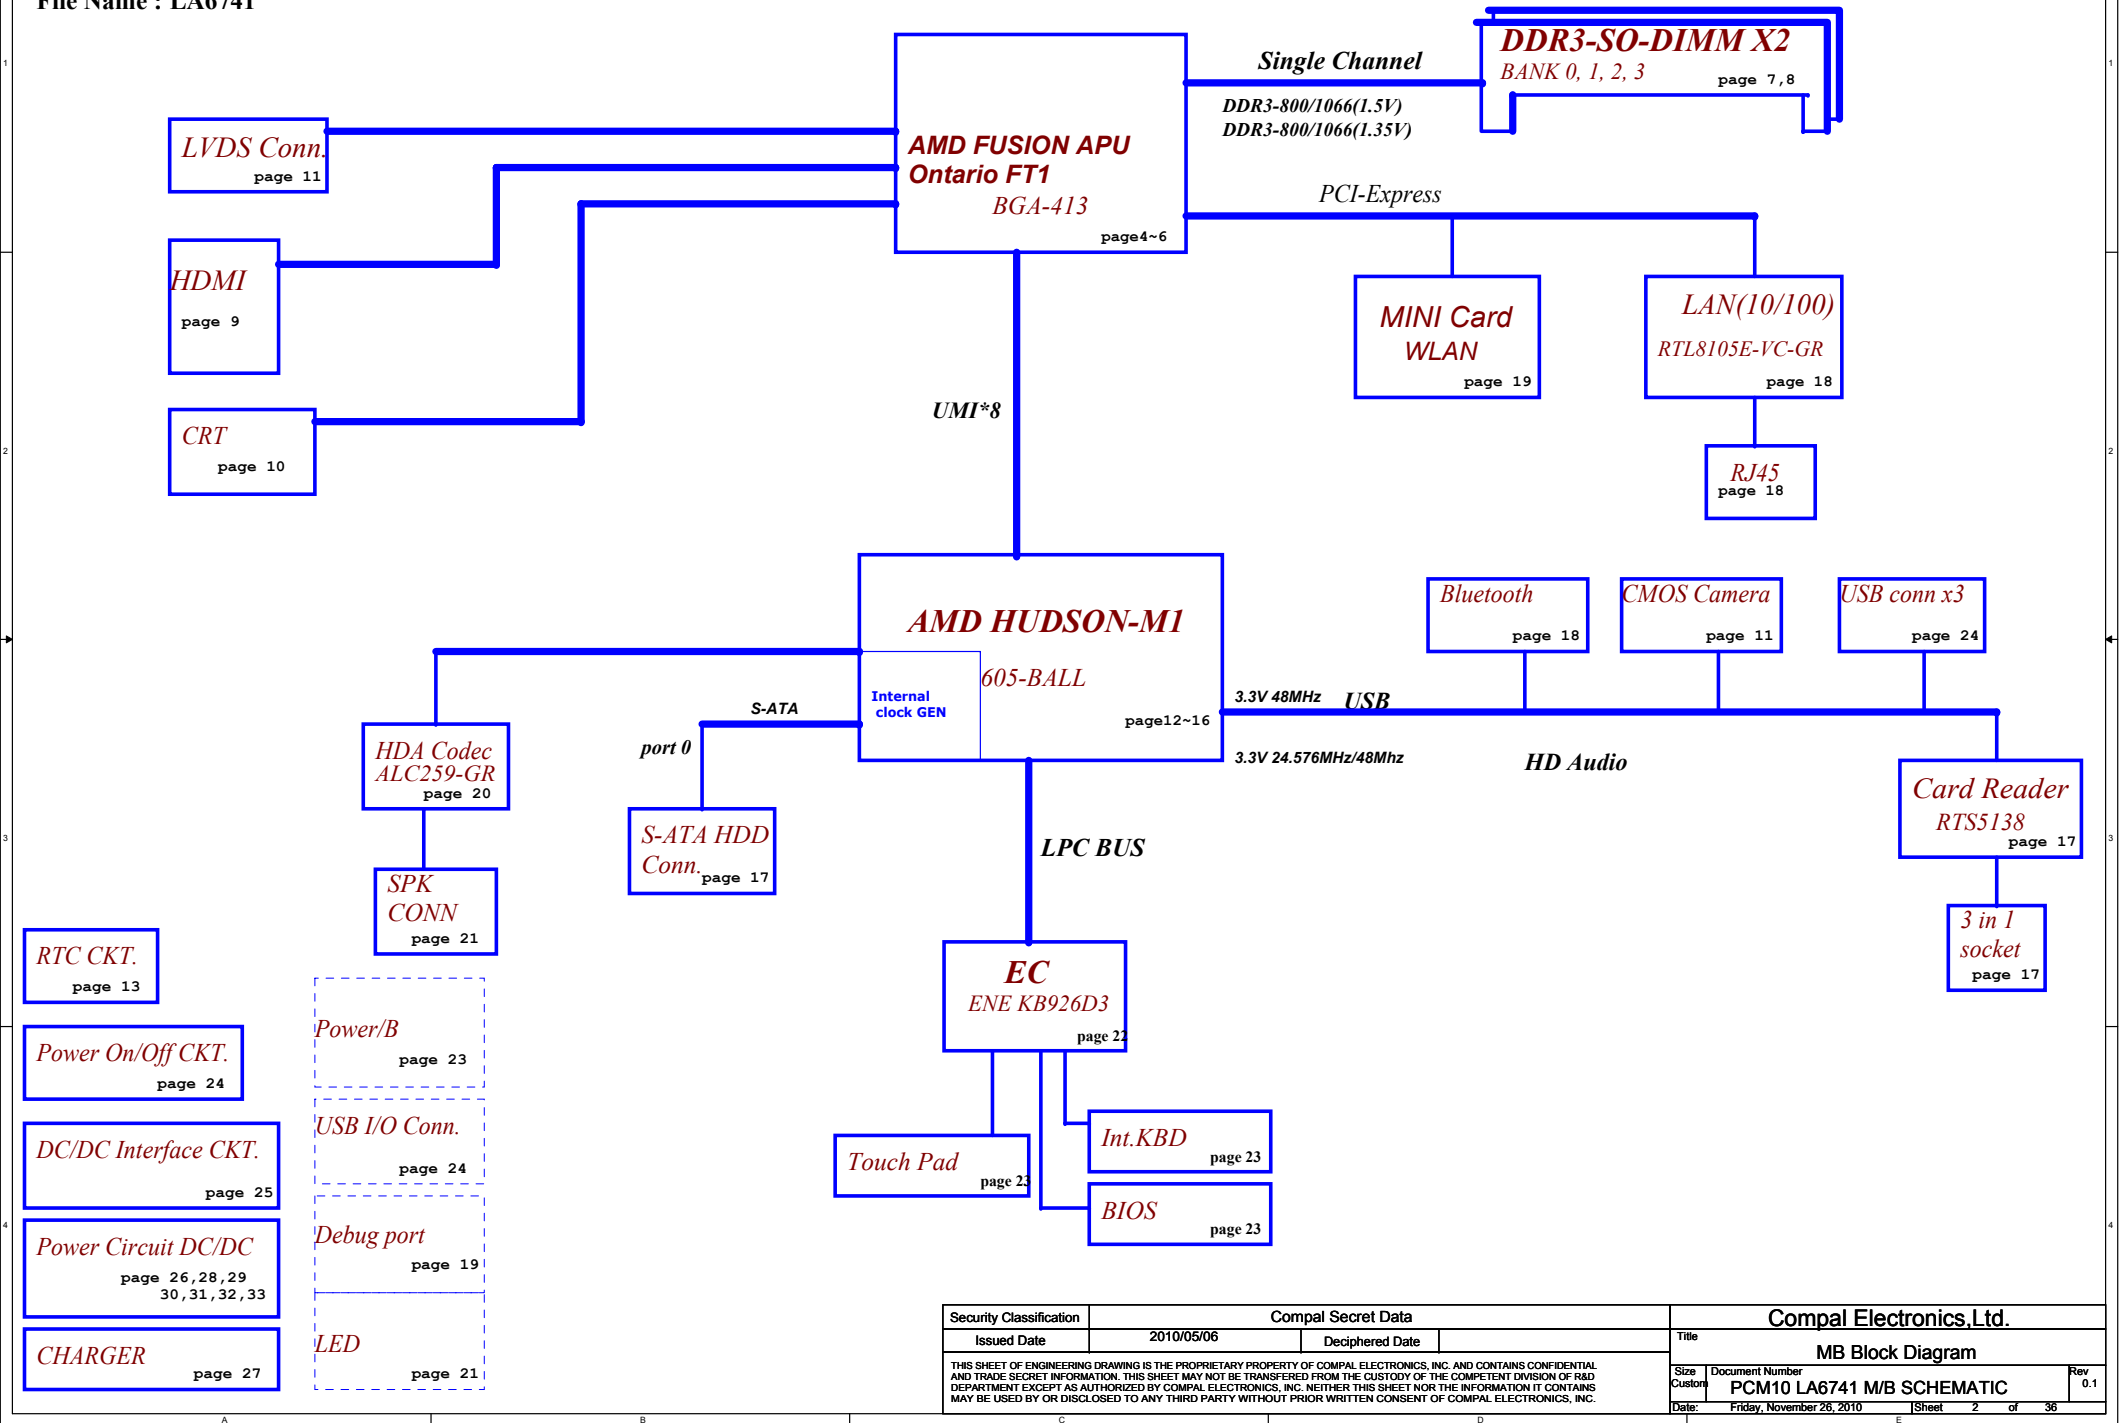 File Name : LA6741
DDR3-SO-DIMM X2
BANK 0, 1, 2, 3
page 7,8
Single Channel
DDR3-800/1066(1.5V)
DDR3-800/1066(1.35V)
AMD FUSION APU
Ontario FT1
BGA-413
page4~6
LVDS Conn.
page 11
HDMI
page 9
CRT
page 10
PCI-Express
MINI Card
WLAN
page 19
LAN(10/100)
RTL8105E-VC-GR
page 18
RJ45
page 18
UMI*8
AMD HUDSON-M1
605-BALL
Internal
clock GEN
page12~16
Bluetooth
page 18
CMOS Camera
page 11
USB conn x3
page 24
3.3V 48MHz
USB
3.3V 24.576MHz/48Mhz
HD Audio
S-ATA
port 0
HDA Codec
ALC259-GR
page 20
S-ATA HDD
Conn.
page 17
SPK
CONN
page 21
LPC BUS
Card Reader
RTS5138
page 17
3 in 1
socket
page 17
EC
ENE KB926D3
page 22
Touch Pad
page 23
Int.KBD
page 23
BIOS
page 23
RTC CKT.
page 13
Power On/Off CKT.
page 24
DC/DC Interface CKT.
page 25
Power Circuit DC/DC
page 26,28,29
30,31,32,33
CHARGER
page 27
Power/B
page 23
USB I/O Conn.
page 24
Debug port
page 19
LED
page 21
Security Classification
Compal Secret Data
Issued Date
2010/05/06
Deciphered Date
THIS SHEET OF ENGINEERING DRAWING IS THE PROPRIETARY PROPERTY OF COMPAL ELECTRONICS, INC. AND CONTAINS CONFIDENTIAL
AND TRADE SECRET INFORMATION. THIS SHEET MAY NOT BE TRANSFERED FROM THE CUSTODY OF THE COMPETENT DIVISION OF R&D
DEPARTMENT EXCEPT AS AUTHORIZED BY COMPAL ELECTRONICS, INC. NEITHER THIS SHEET NOR THE INFORMATION IT CONTAINS
MAY BE USED BY OR DISCLOSED TO ANY THIRD PARTY WITHOUT PRIOR WRITTEN CONSENT OF COMPAL ELECTRONICS, INC.
Compal Electronics,Ltd.
Title
MB Block Diagram
Size
Custom
Document Number
PCM10 LA6741 M/B SCHEMATIC
Rev
0.1
Date:
Friday, November 26, 2010
Sheet 2 of 36
1
1
2
2
3
3
4
4
A
B
C
D
E